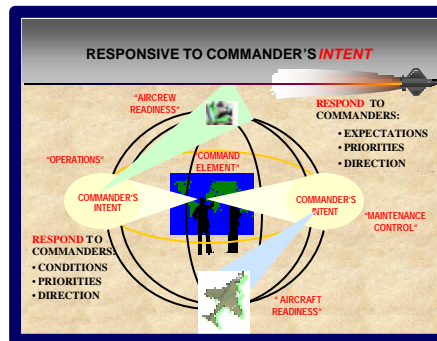 RESPONSIVE TO COMMANDER'S INTENT
"AIRCREW
READINESS"
RESPOND TO
COMMANDERS:
• EXPECTATIONS
• PRIORITIES
• DIRECTION
"OPERATIONS"
"COMMAND
ELEMENT"
COMMANDER'S
INTENT
COMMANDER'S
INTENT
"MAINTENANCE
CONTROL"
RESPOND TO
COMMANDERS:
• CONDITIONS
• PRIORITIES
• DIRECTION
" AIRCRAFT
READINESS"